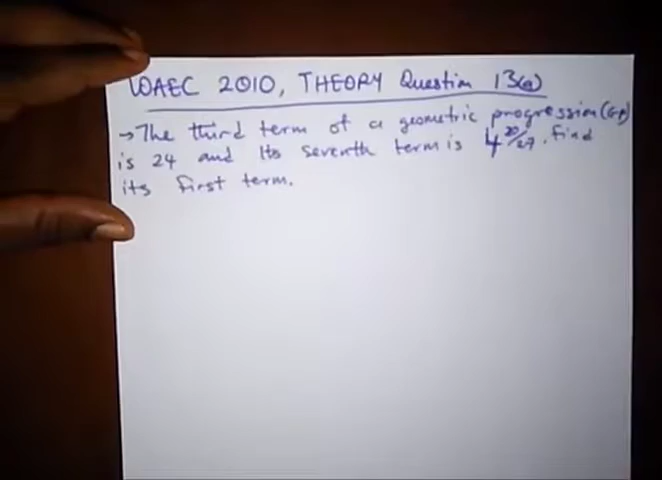 WAEC 2010, THEORY Question 13(a)
→The third term of a geometric progression (GP)
is 24 and its seventh term is 4 20/27. find
its first term.